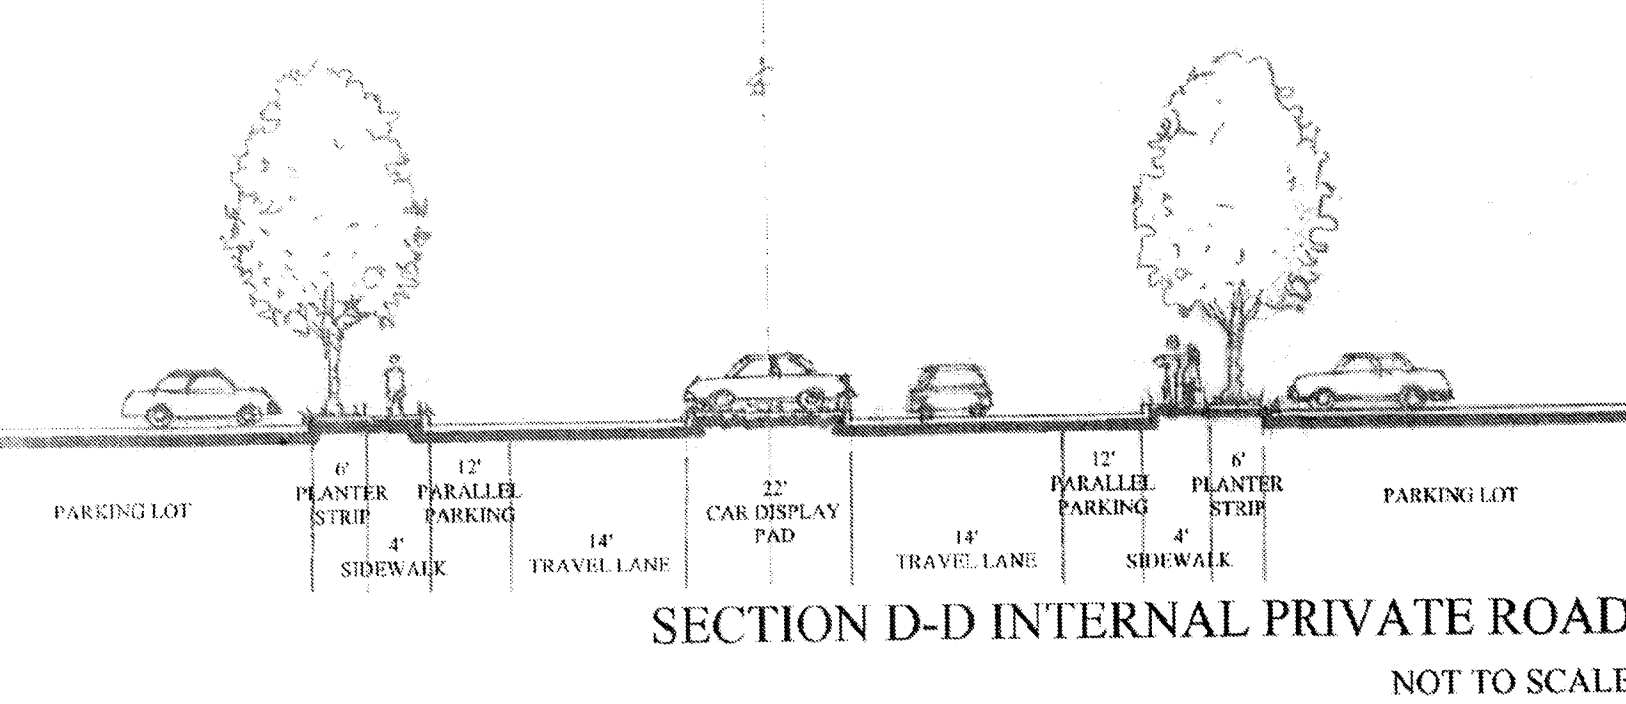 PARKING LOT
6'
PLANTER
STRIP
4'
SIDEWALK
12'
PARALLEL
PARKING
14'
TRAVEL LANE
22'
CAR DISPLAY
PAD
14'
TRAVEL LANE
12'
PARALLEL
PARKING
4'
SIDEWALK
6'
PLANTER
STRIP
PARKING LOT
SECTION D-D INTERNAL PRIVATE ROAD
NOT TO SCALE